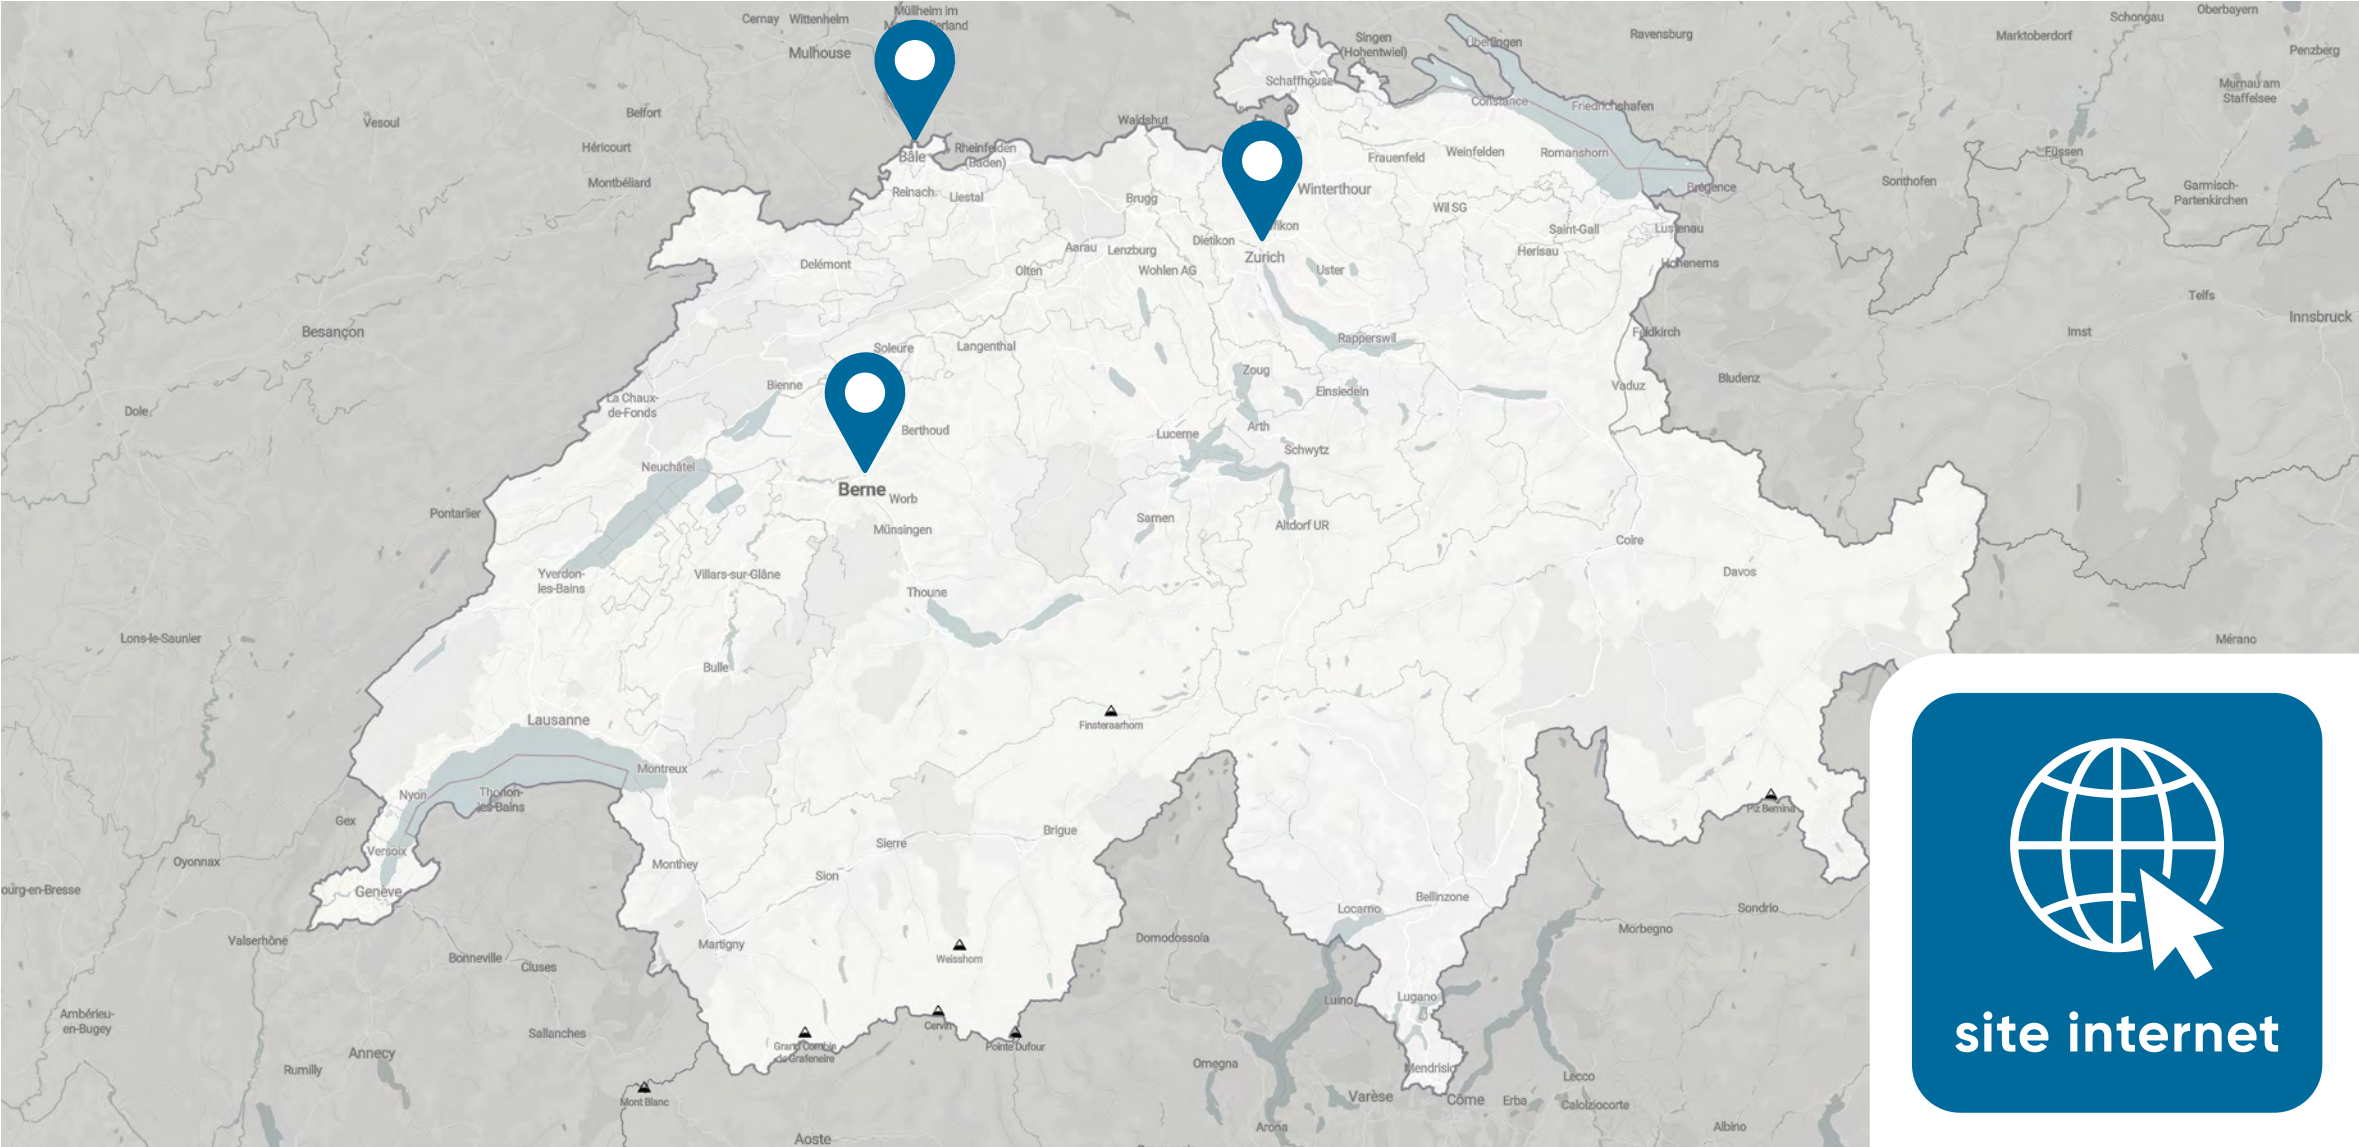 Cernay
Wittenheim
Müllheim im
Mulhouse
Singen
(Hohentwiel)
Überlingen
Ravensburg
Marktoberdorf
Schongau
Oberbayern
Penzberg
Murnau am
Staffelsee
Vesoul
Belfort
Schaffhouse
Constance
Friedrichshafen
Waldshut
Héricourt
Bâle
Rheinfelden
(Baden)
Frauenfeld
Weinfelden
Romanshorn
Füssen
Montbéliard
Reinach
Liestal
Brugg
Winterthour
Wil SG
Brégence
Sonthofen
Garmisch-
Partenkirchen
Saint-Gall
Lustenau
Delémont
Aarau
Lenzburg
Dietikon
Zurich
Herisau
Hohenems
Olten
Wohlen AG
Uster
Telfs
Besançon
Soleure
Langenthal
Rapperswil
Feldkirch
Imst
Innsbruck
Bienne
Zoug
Einsiedeln
Vaduz
Bludenz
Dole
La Chaux-
de-Fonds
Berthoud
Lucerne
Arth
Schwytz
Neuchâtel
Berne
Worb
Pontarlier
Münsingen
Sarnen
Altdorf UR
Coire
Yverdon-
les-Bains
Villars-sur-Glâne
Thoune
Davos
Lons-le-Saunier
Mérano
Bulle
Lausanne
Finsteraarhorn
Montreux
Nyon
Thonon-
les-Bains
Piz Bernina
Gex
Versoix
Oyonnax
Monthey
Sierre
Brigue
ourg-en-Bresse
Genève
Sion
Bellinzone
Locarno
Sondrio
Valserhône
Martigny
Weisshorn
Domodossola
Morbegno
Bonneville
Cluses
Luino
Lugano
Ambérieu-
en-Bugey
Sallanches
Cervin
Grand Combin
de Grafeneire
Pointe Dufour
Annecy
Rumilly
Omegna
Mendrisio
Lecco
Mont Blanc
Varèse
Côme
Erba
Calolziocorte
Aoste
Arona
Albino
site internet